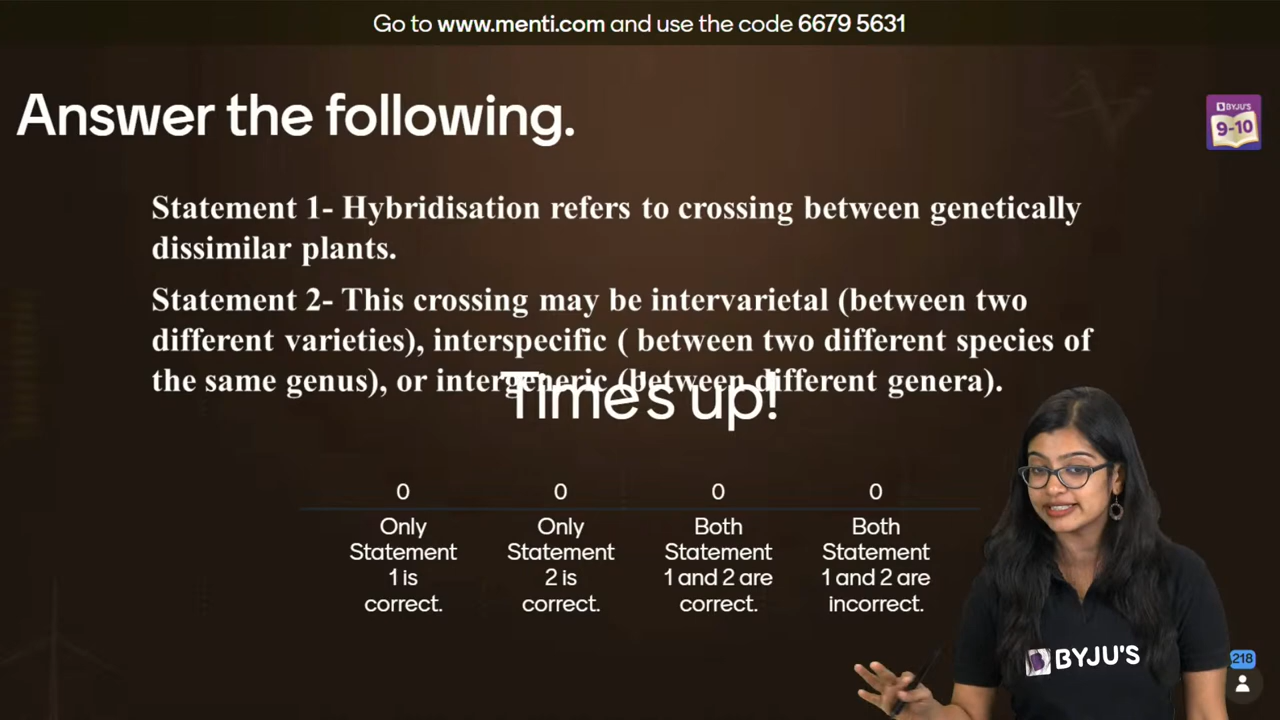 Go to www.menti.com and use the code 6679 5631
Answer the following.
BYJU'S
9-10
Statement 1- Hybridisation refers to crossing between genetically
dissimilar plants.
Statement 2- This crossing may be intervarietal (between two
different varieties), interspecific ( between two different species of
the same genus), or intergeneric (between different genera).
Time's up!
0 0 0 0
Only Only Both Both
Statement Statement Statement Statement
1 is 2 is 1 and 2 are 1 and 2 are
correct. correct. correct. incorrect.
BYJU'S
218